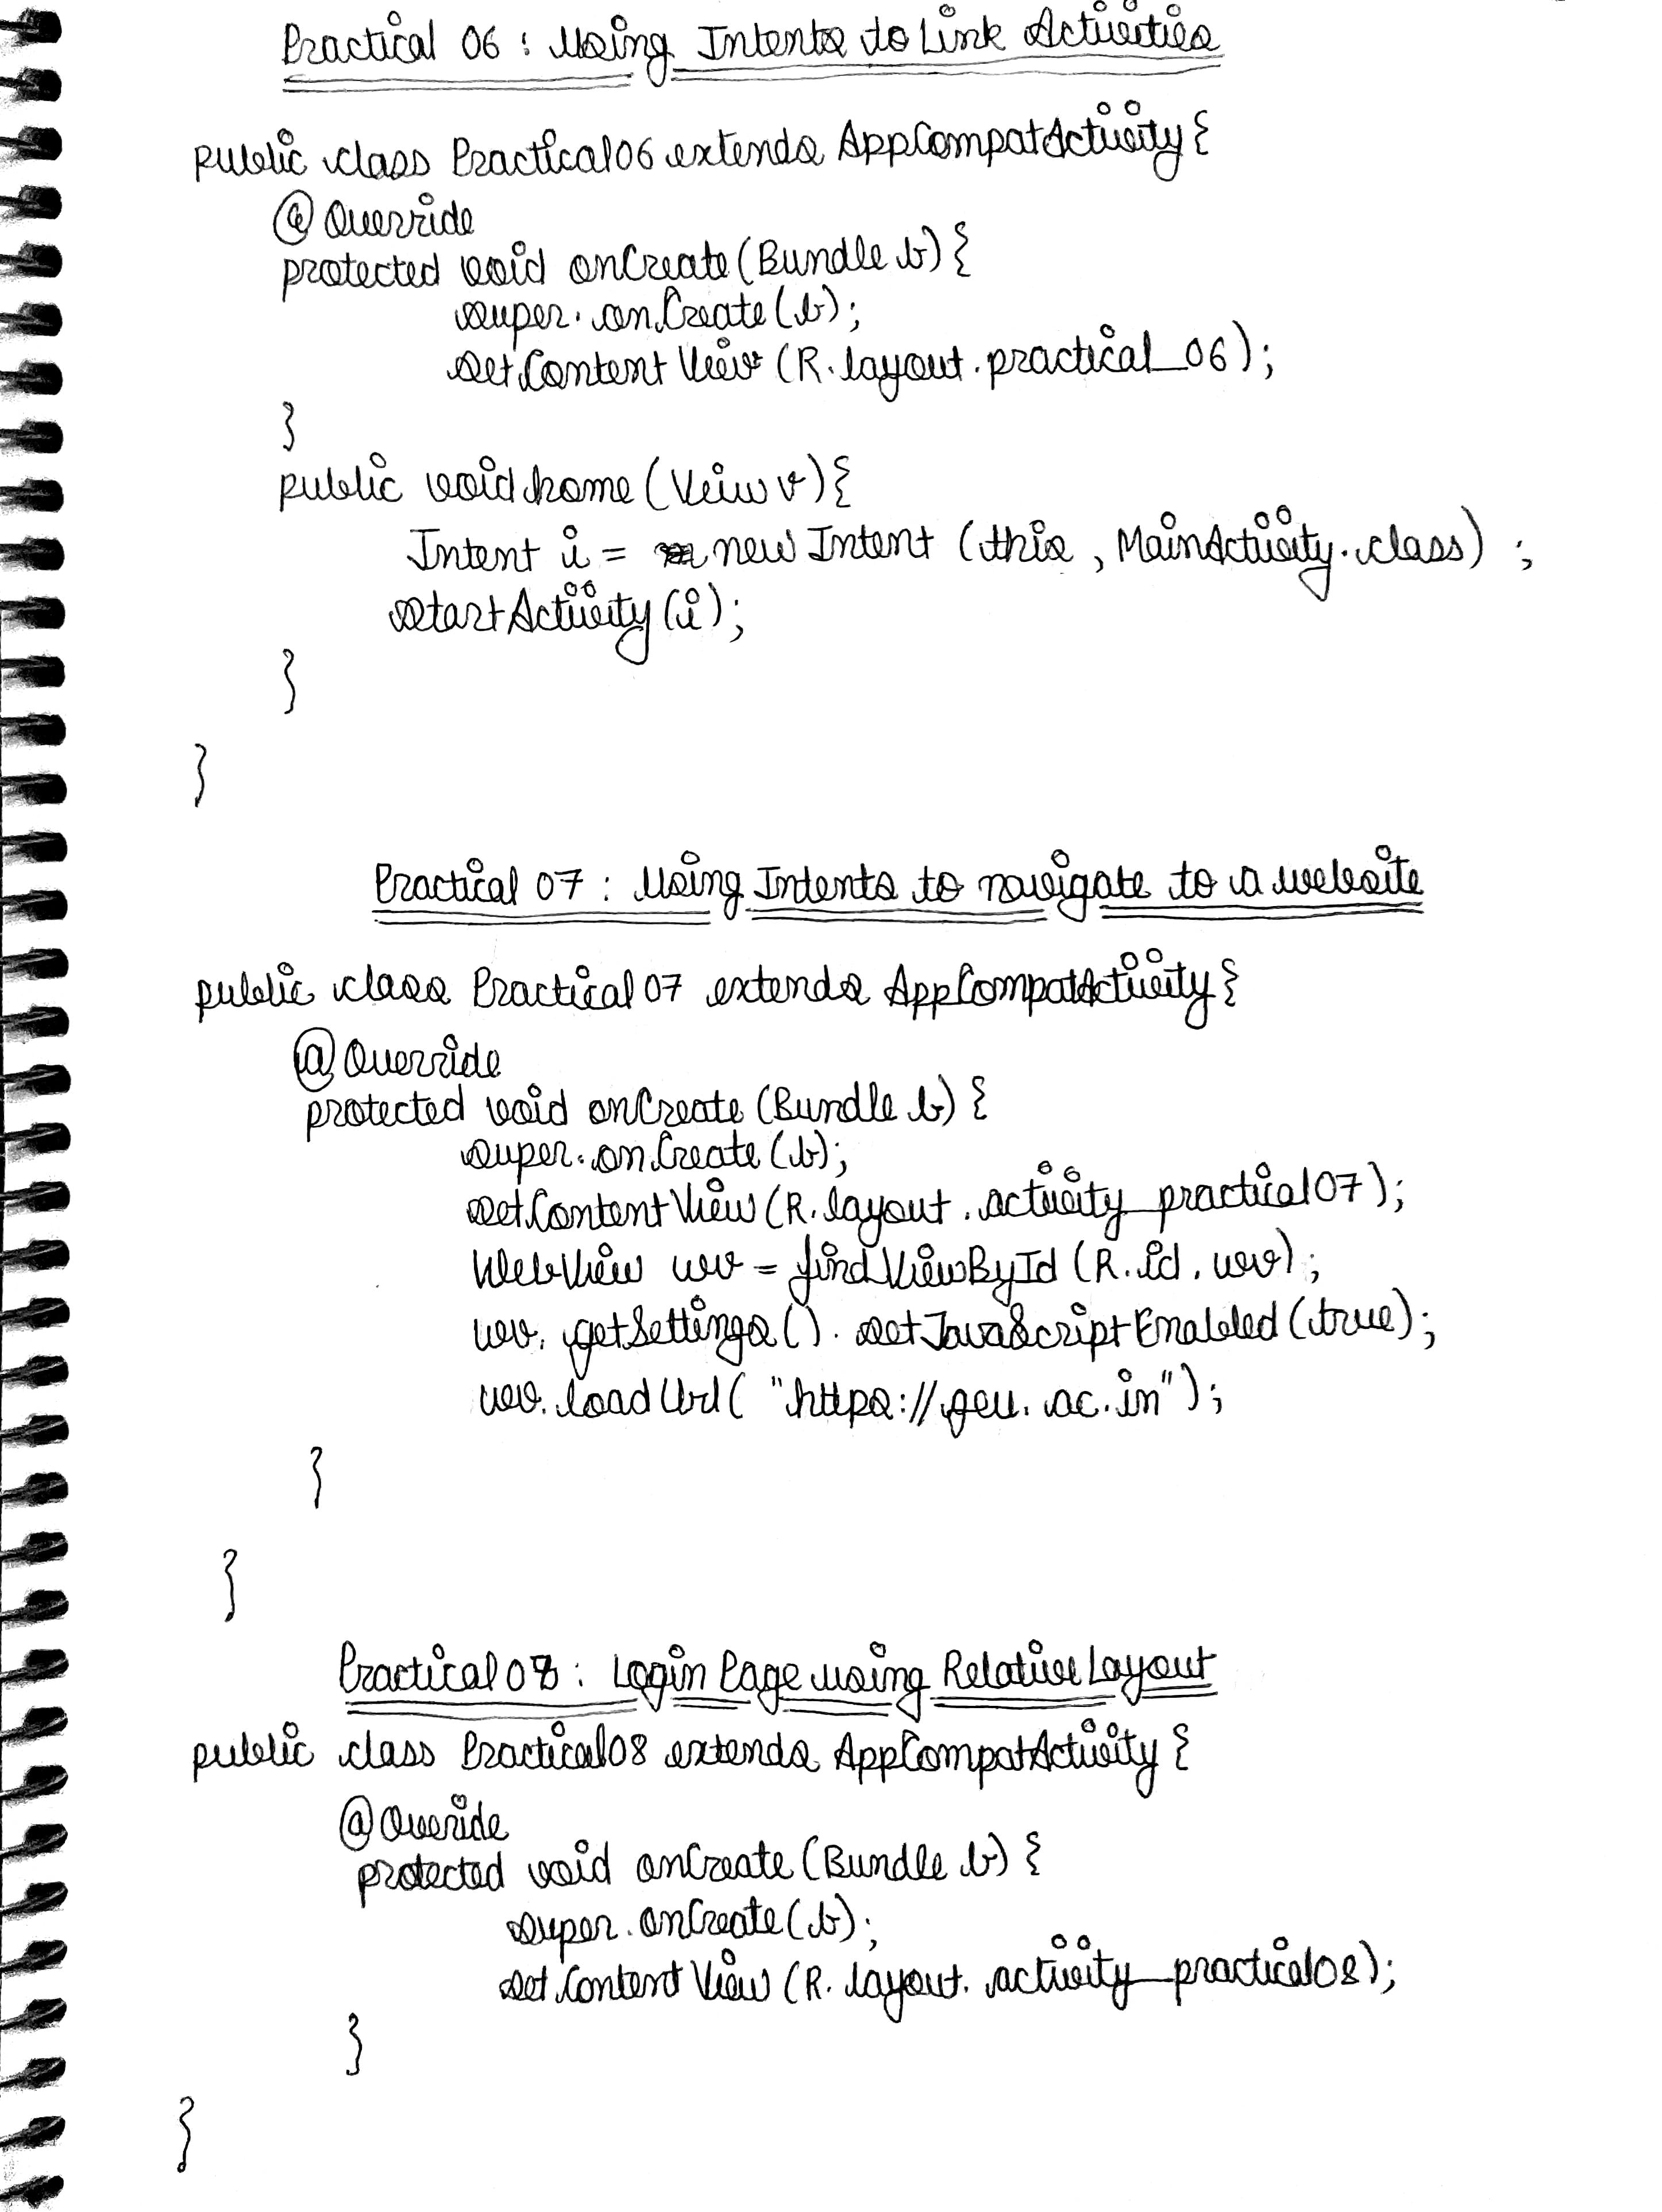 Practical 06 : Using Intents to Link Activities
public class Practical06 extends AppCompatActivity {
@Override
protected void onCreate (Bundle b) {
super.onCreate (b);
setContentView (R.layout.practical_06);
}
public void home (Veiw v) {
Intent i = new Intent (this, MainActivity.class) ;
startActivity (i);
}
}
Practical 07 : Using Intents to navigate to a website
public class Practical07 extends AppCompatActivity {
@Override
protected void onCreate (Bundle b) {
super.onCreate (b);
setContentView (R.layout.activity_practical07);
WebView wv = findViewById (R.id.wv);
wv.getSettings().setJavaScriptEnabled (true);
wv.loadUrl( "https://geu.ac.in");
}
}
Practical 08 : Login Page using RelativeLayout
public class Practical08 extends AppCompatActivity {
@Override
protected void onCreate (Bundle b) {
super.onCreate (b);
setContentView (R.layout.activity_practical08);
}
}